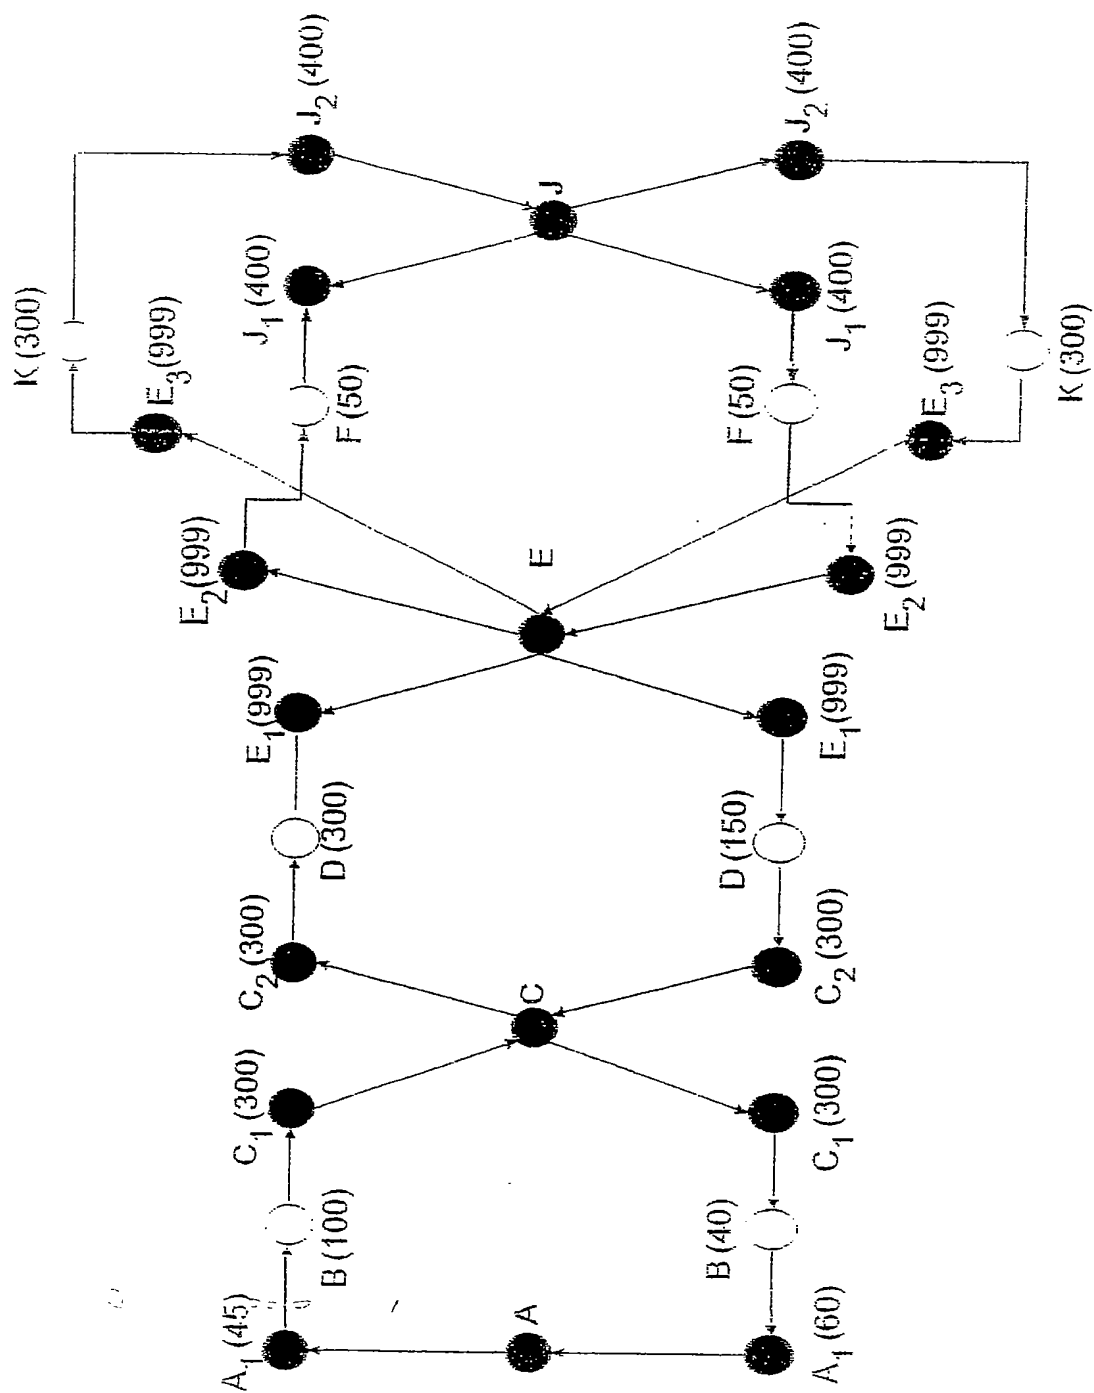 A1 (45)
B (100)
C1 (300)
C2 (300)
D (300)
E1 (999)
E2 (999)
F (50)
E3 (999)
K (300)
J1 (400)
J2 (400)
A
C
E
J
A1 (60)
B (40)
C1 (300)
C2 (300)
D (150)
E1 (999)
E2 (999)
F (50)
E3 (999)
K (300)
J1 (400)
J2 (400)